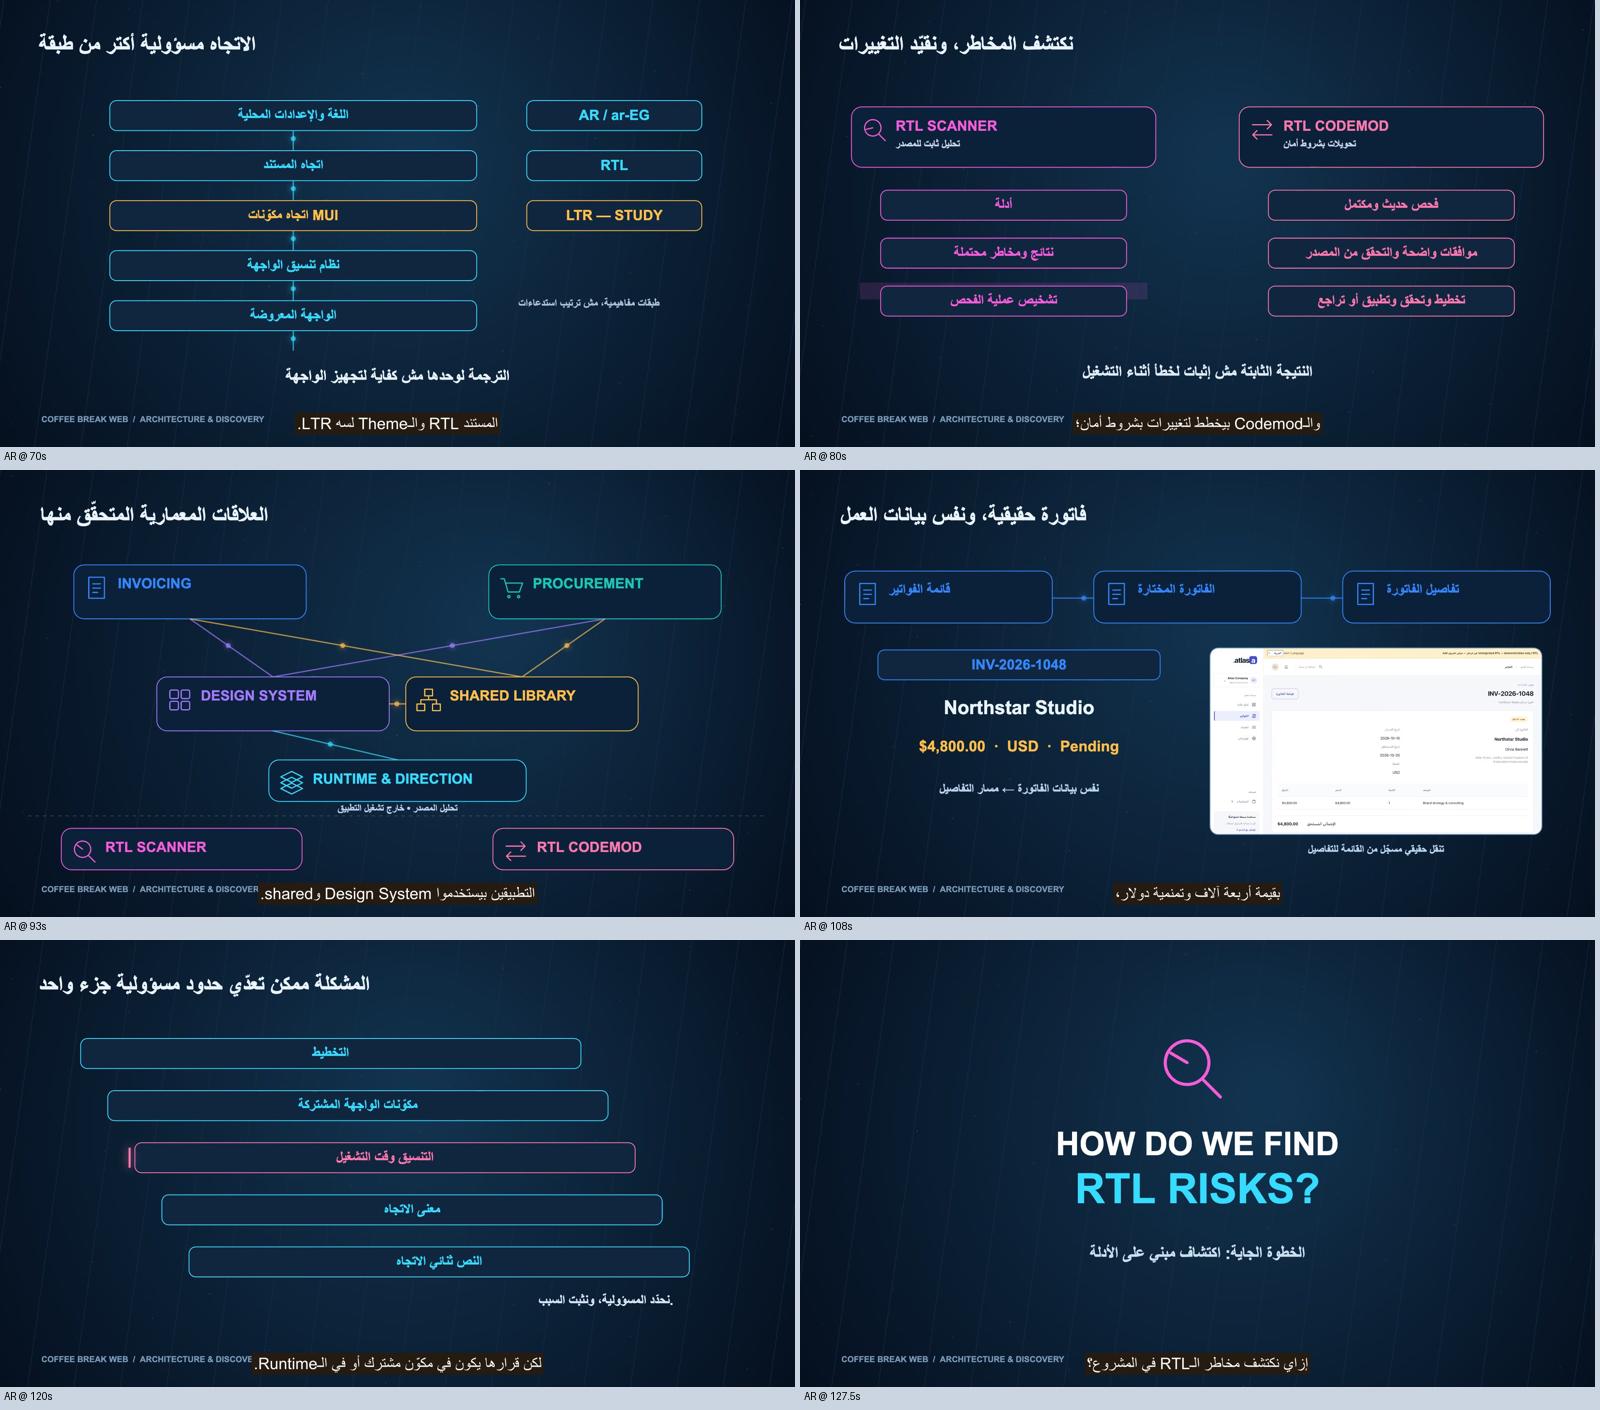 الاتجاه مسؤولية أكتر من طبقة
اللغة والإعدادات المحلية
AR / ar-EG
اتجاه المستند
RTL
اتجاه مكوّنات MUI
LTR — STUDY
نظام تنسيق الواجهة
الواجهة المعروضة
طبقات مفاهيمية، مش ترتيب استدعاءات
الترجمة لوحدها مش كفاية لتجهيز الواجهة
COFFEE BREAK WEB / ARCHITECTURE & DISCOVERY
المستند RTL والـTheme لسه LTR.
AR @ 70s
نكتشف المخاطر، ونقيّد التغييرات
RTL SCANNER
تحليل ثابت للمصدر
RTL CODEMOD
تحويلات بشروط أمان
أدلة
فحص حديث ومكتمل
نتائج ومخاطر محتملة
موافقات واضحة والتحقق من المصدر
تشخيص عملية الفحص
تخطيط وتحقق وتطبيق أو تراجع
النتيجة الثابتة مش إثبات لخطأ أثناء التشغيل
COFFEE BREAK WEB / ARCHITECTURE & DISCOVERY
والـCodemod بيخطط لتغييرات بشروط أمان؛
AR @ 80s
العلاقات المعمارية المتحقَّق منها
INVOICING
PROCUREMENT
DESIGN SYSTEM
SHARED LIBRARY
RUNTIME & DIRECTION
تحليل المصدر • خارج تشغيل التطبيق
RTL SCANNER
RTL CODEMOD
COFFEE BREAK WEB / ARCHITECTURE & DISCOVER
التطبيقين بيستخدموا Design System وshared.
AR @ 93s
فاتورة حقيقية، ونفس بيانات العمل
قائمة الفواتير
الفاتورة المختارة
تفاصيل الفاتورة
INV-2026-1048
Northstar Studio
$4,800.00 · USD · Pending
نفس بيانات الفاتورة ← مسار التفاصيل
atlas
INV-2026-1048
Northstar Studio
USD
$4,800.00
تنقل حقيقي مسجّل من القائمة للتفاصيل
COFFEE BREAK WEB / ARCHITECTURE & DISCOVERY
بقيمة أربعة آلاف وتمنمية دولار،
AR @ 108s
المشكلة ممكن تعدّي حدود مسؤولية جزء واحد
التخطيط
مكوّنات الواجهة المشتركة
التنسيق وقت التشغيل
معنى الاتجاه
النص ثنائي الاتجاه
نحدّد المسؤولية، ونثبت السبب.
COFFEE BREAK WEB / ARCHITECTURE & DISCOVE
لكن قرارها يكون في مكوّن مشترك أو في الـRuntime.
AR @ 120s
HOW DO WE FIND
RTL RISKS?
الخطوة الجاية: اكتشاف مبني على الأدلة
COFFEE BREAK WEB / ARCHITECTURE & DISCOVERY
إزاي نكتشف مخاطر الـRTL في المشروع؟
AR @ 127.5s